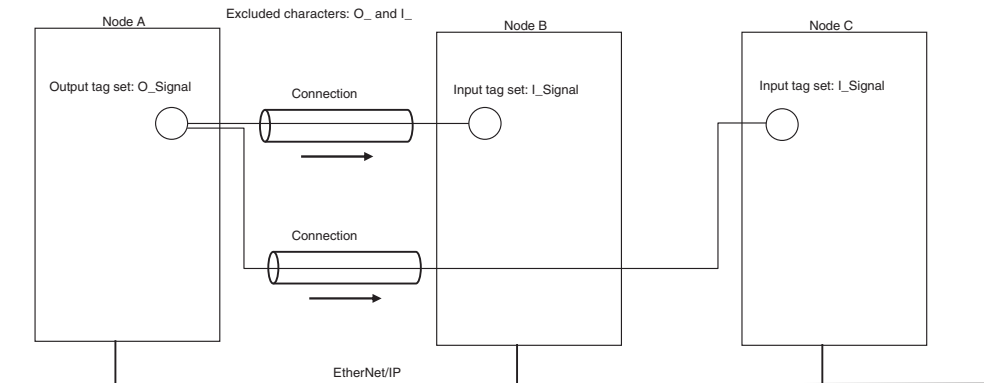 Excluded characters: O_ and I_
Node A
Node B
Node C
Output tag set: O_Signal
Connection
Input tag set: I_Signal
Input tag set: I_Signal
Connection
EtherNet/IP